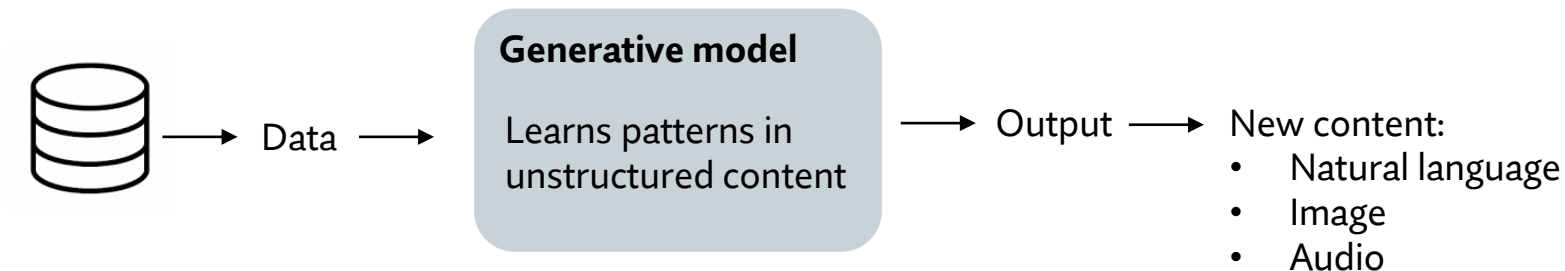 Generative model
Data
Learns patterns in
unstructured content
Output
New content:
• Natural language
• Image
• Audio